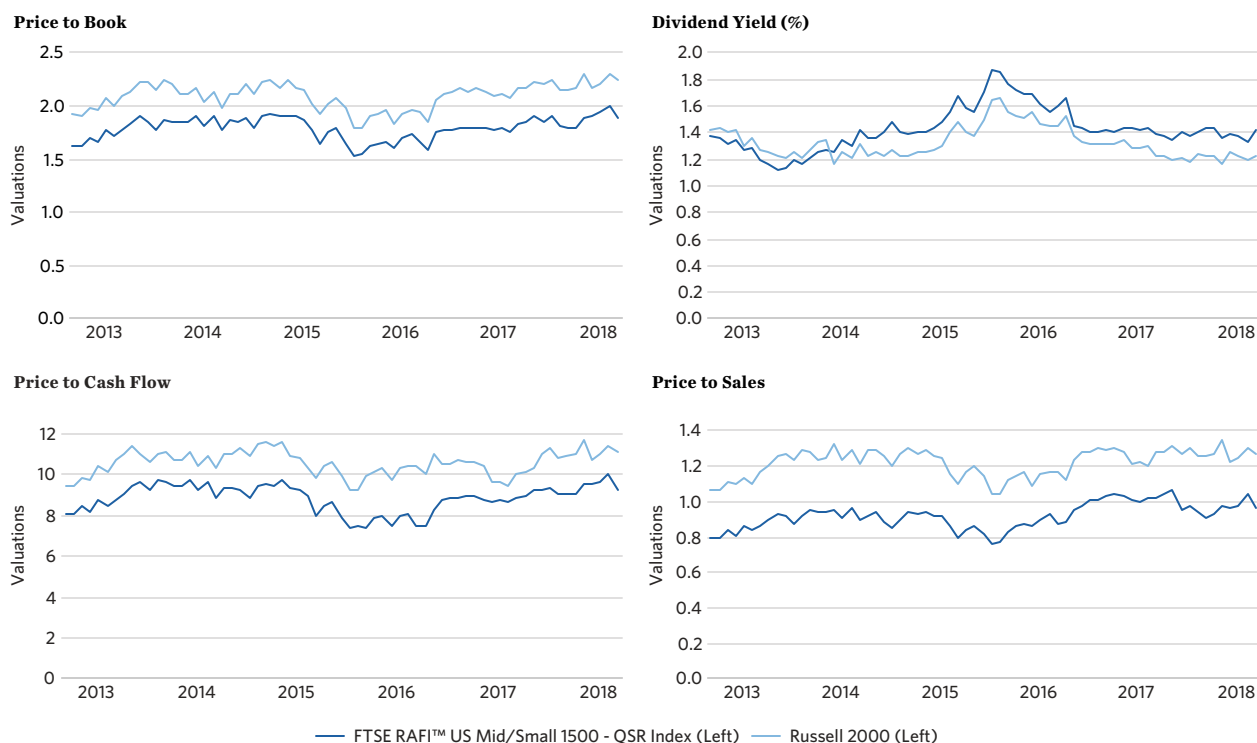 Price to Book
Valuations
2.5
2.0
1.5
1.0
0.5
0.0
2013 2014 2015 2016 2017 2018
Dividend Yield (%)
Valuations
2.0
1.8
1.6
1.4
1.2
1.0
0.8
0.6
0.4
0.2
0.0
2013 2014 2015 2016 2017 2018
Price to Cash Flow
Valuations
12
10
8
6
4
2
0
2013 2014 2015 2016 2017 2018
Price to Sales
Valuations
1.4
1.2
1.0
0.8
0.6
0.4
0.2
0.0
2013 2014 2015 2016 2017 2018
FTSE RAFI™ US Mid/Small 1500 - QSR Index (Left) Russell 2000 (Left)